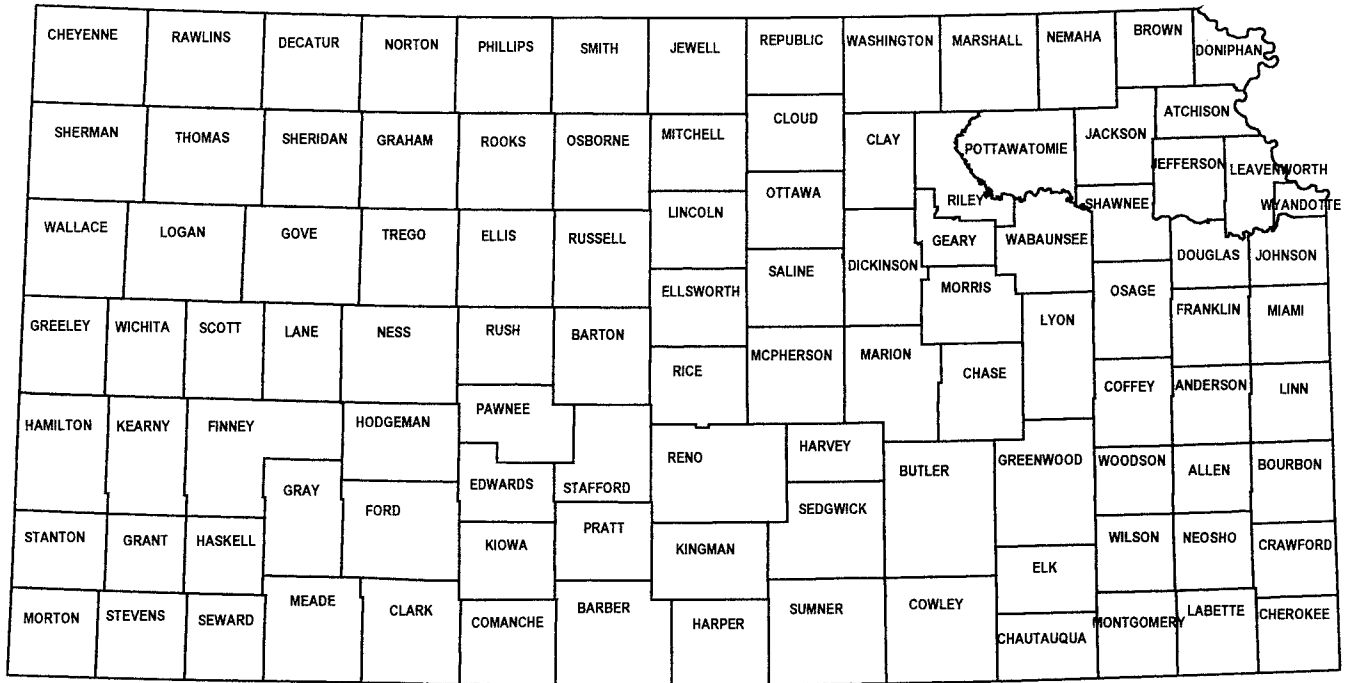 CHEYENNE
RAWLINS
DECATUR
NORTON
PHILLIPS
SMITH
JEWELL
REPUBLIC
WASHINGTON
MARSHALL
NEMAHA
BROWN
DONIPHAN
SHERMAN
THOMAS
SHERIDAN
GRAHAM
ROOKS
OSBORNE
MITCHELL
CLOUD
CLAY
POTTAWATOMIE
JACKSON
ATCHISON
JEFFERSON
LEAVENWORTH
WALLACE
LOGAN
GOVE
TREGO
ELLIS
RUSSELL
LINCOLN
OTTAWA
RILEY
SHAWNEE
WYANDOTTE
GEARY
WABAUNSEE
DOUGLAS
JOHNSON
ELLSWORTH
SALINE
DICKINSON
MORRIS
OSAGE
GREELEY
WICHITA
SCOTT
LANE
NESS
RUSH
BARTON
LYON
FRANKLIN
MIAMI
RICE
MCPHERSON
MARION
CHASE
COFFEY
ANDERSON
LINN
HAMILTON
KEARNY
FINNEY
HODGEMAN
PAWNEE
RENO
HARVEY
BUTLER
GREENWOOD
WOODSON
ALLEN
BOURBON
GRAY
FORD
EDWARDS
STAFFORD
SEDGWICK
STANTON
GRANT
HASKELL
KIOWA
PRATT
KINGMAN
ELK
WILSON
NEOSHO
CRAWFORD
MORTON
STEVENS
SEWARD
MEADE
CLARK
COMANCHE
BARBER
HARPER
SUMNER
COWLEY
CHAUTAUQUA
MONTGOMERY
LABETTE
CHEROKEE